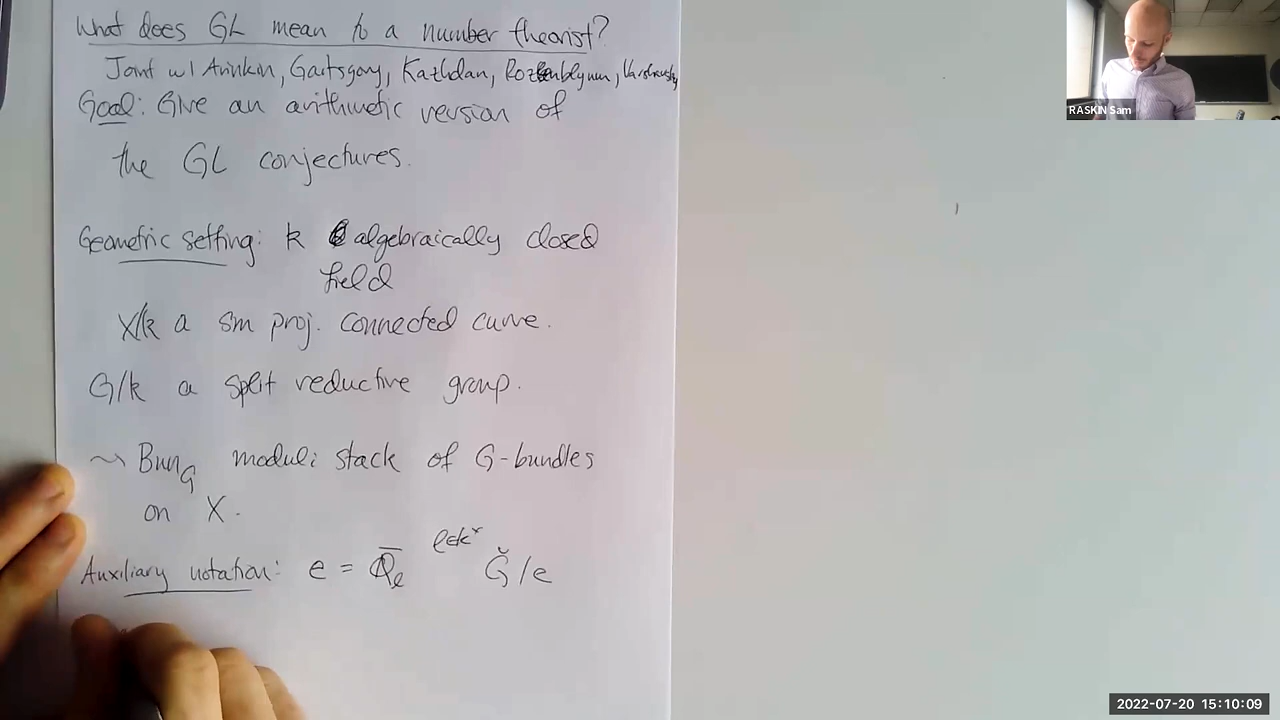 What does GL mean to a number theorist?
Joint w/ Arinkin, Gaitsgory, Kazhdan, Rozenblyum, Varshavsky
Goal: Give an arithmetic version of
the GL conjectures.
Geometric setting: k algebraically closed
field
X/k a sm proj. connected curve.
G/k a split reductive group.
⇝ Bun_G moduli stack of G-bundles
on X.
Auxiliary notation: e = \overline{Q}_ℓ ℓ∈k^× Ǧ/e
RASKIN Sam
2022-07-20 15:10:09